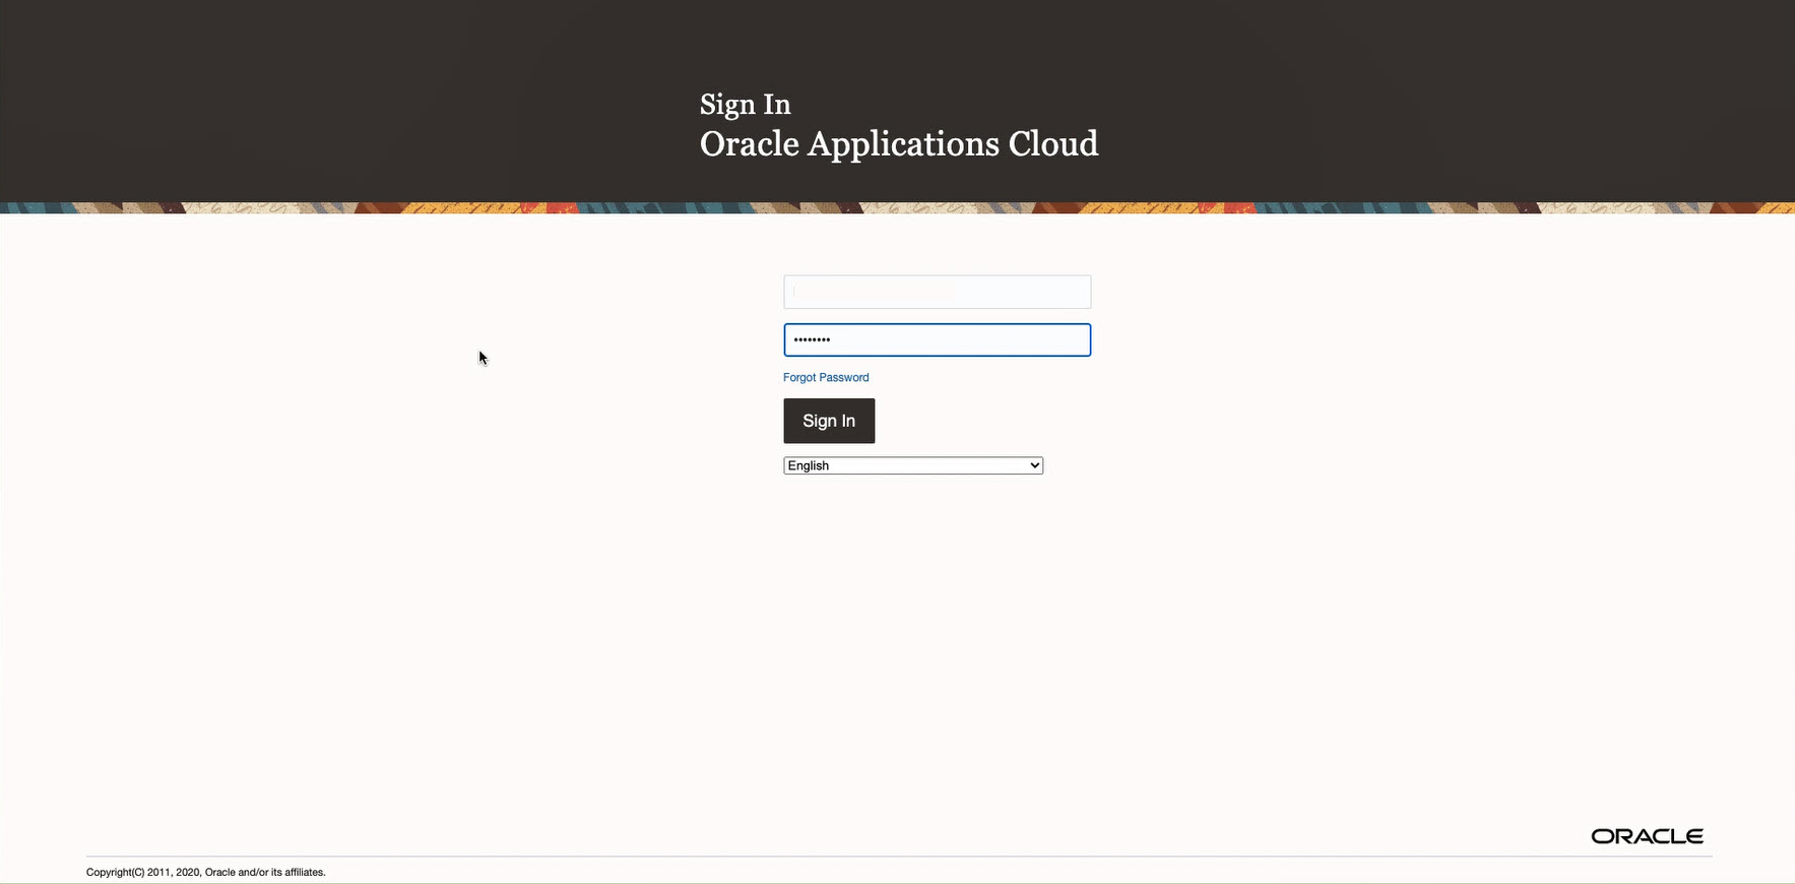 Sign In
Oracle Applications Cloud
••••••••
Forgot Password
Sign In
English
ORACLE
Copyright(C) 2011, 2020, Oracle and/or its affiliates.